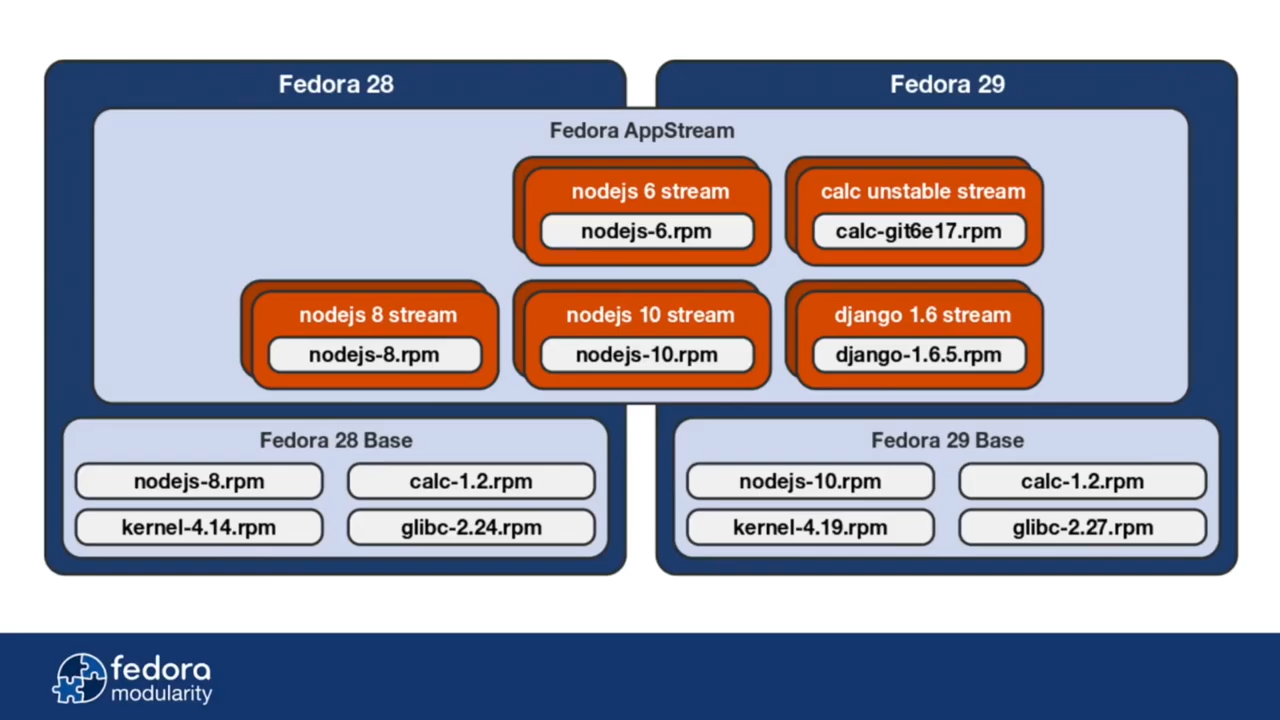 Fedora 28
Fedora 29
Fedora AppStream
nodejs 6 stream
nodejs-6.rpm
calc unstable stream
calc-git6e17.rpm
nodejs 8 stream
nodejs-8.rpm
nodejs 10 stream
nodejs-10.rpm
django 1.6 stream
django-1.6.5.rpm
Fedora 28 Base
nodejs-8.rpm
calc-1.2.rpm
kernel-4.14.rpm
glibc-2.24.rpm
Fedora 29 Base
nodejs-10.rpm
calc-1.2.rpm
kernel-4.19.rpm
glibc-2.27.rpm
fedora
modularity